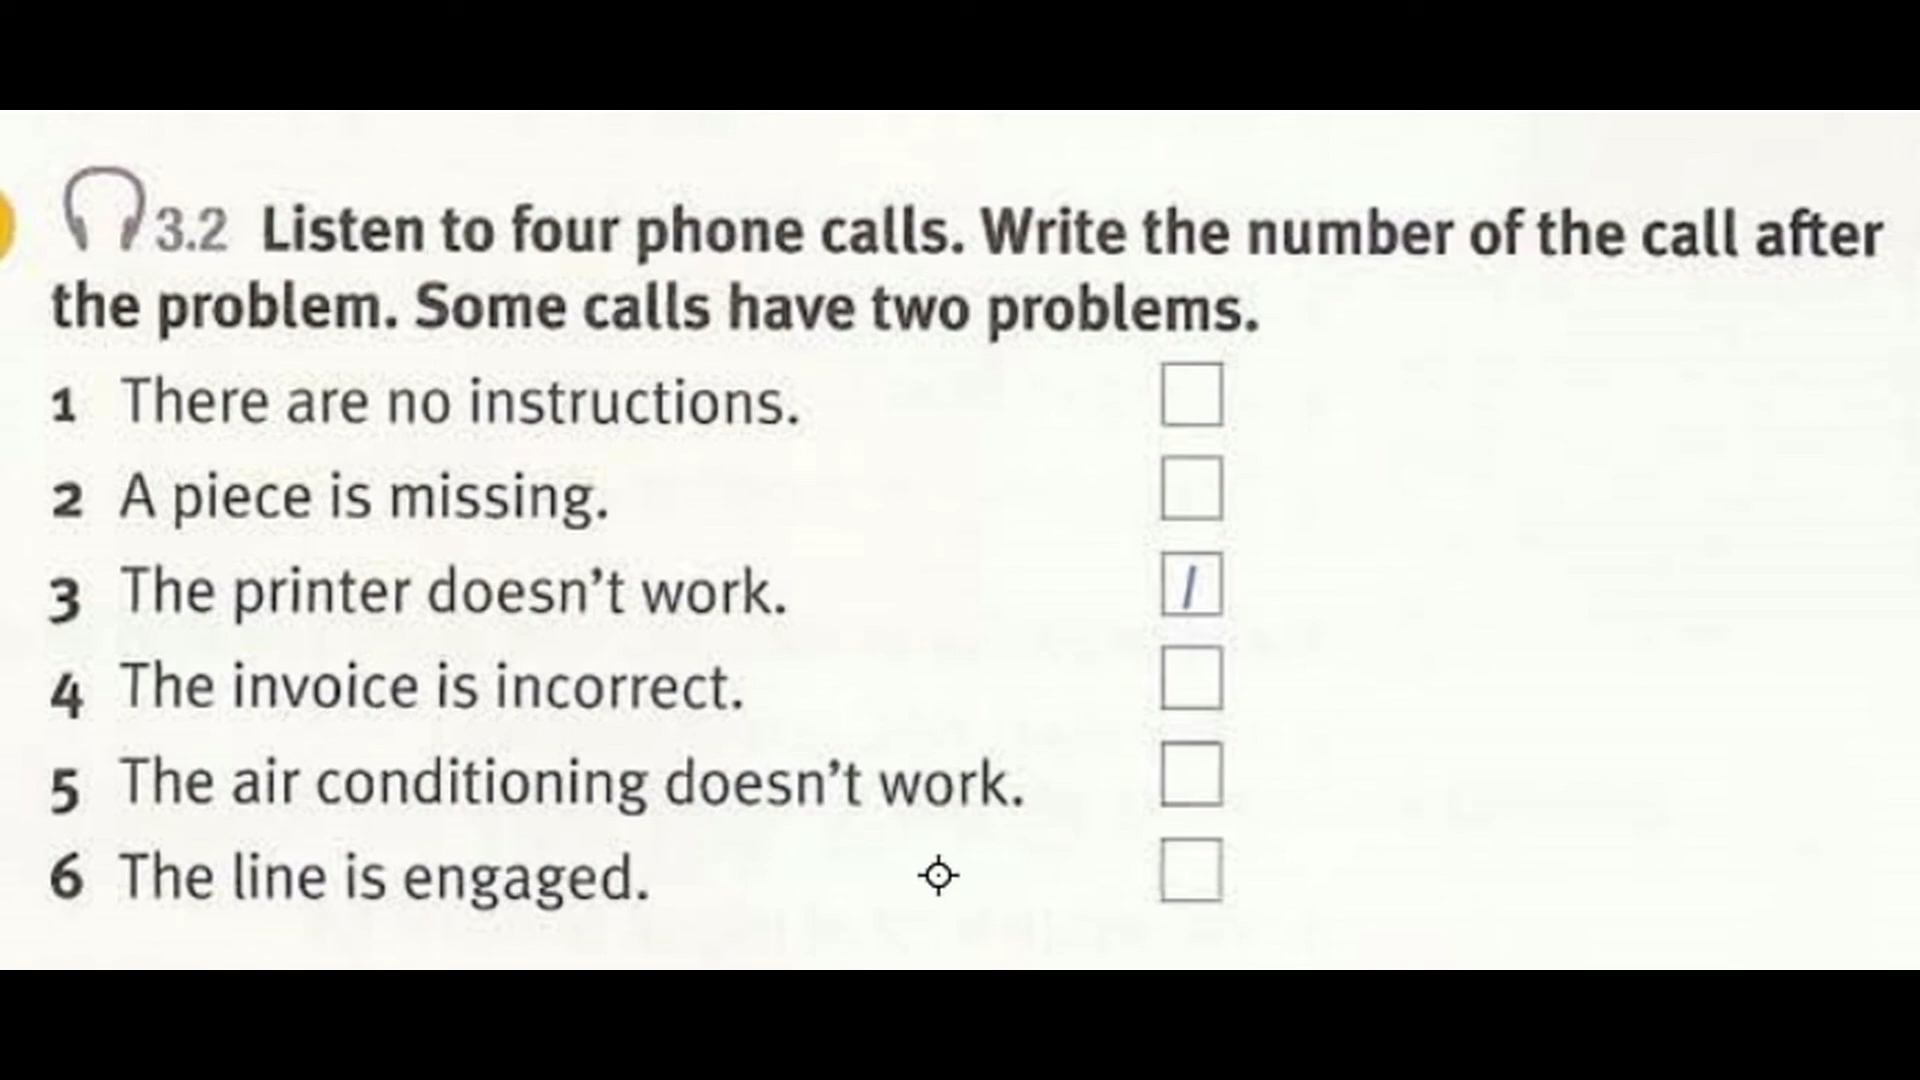 3.2 Listen to four phone calls. Write the number of the call after
the problem. Some calls have two problems.
1 There are no instructions.
2 A piece is missing.
3 The printer doesn't work. /
4 The invoice is incorrect.
5 The air conditioning doesn't work.
6 The line is engaged.